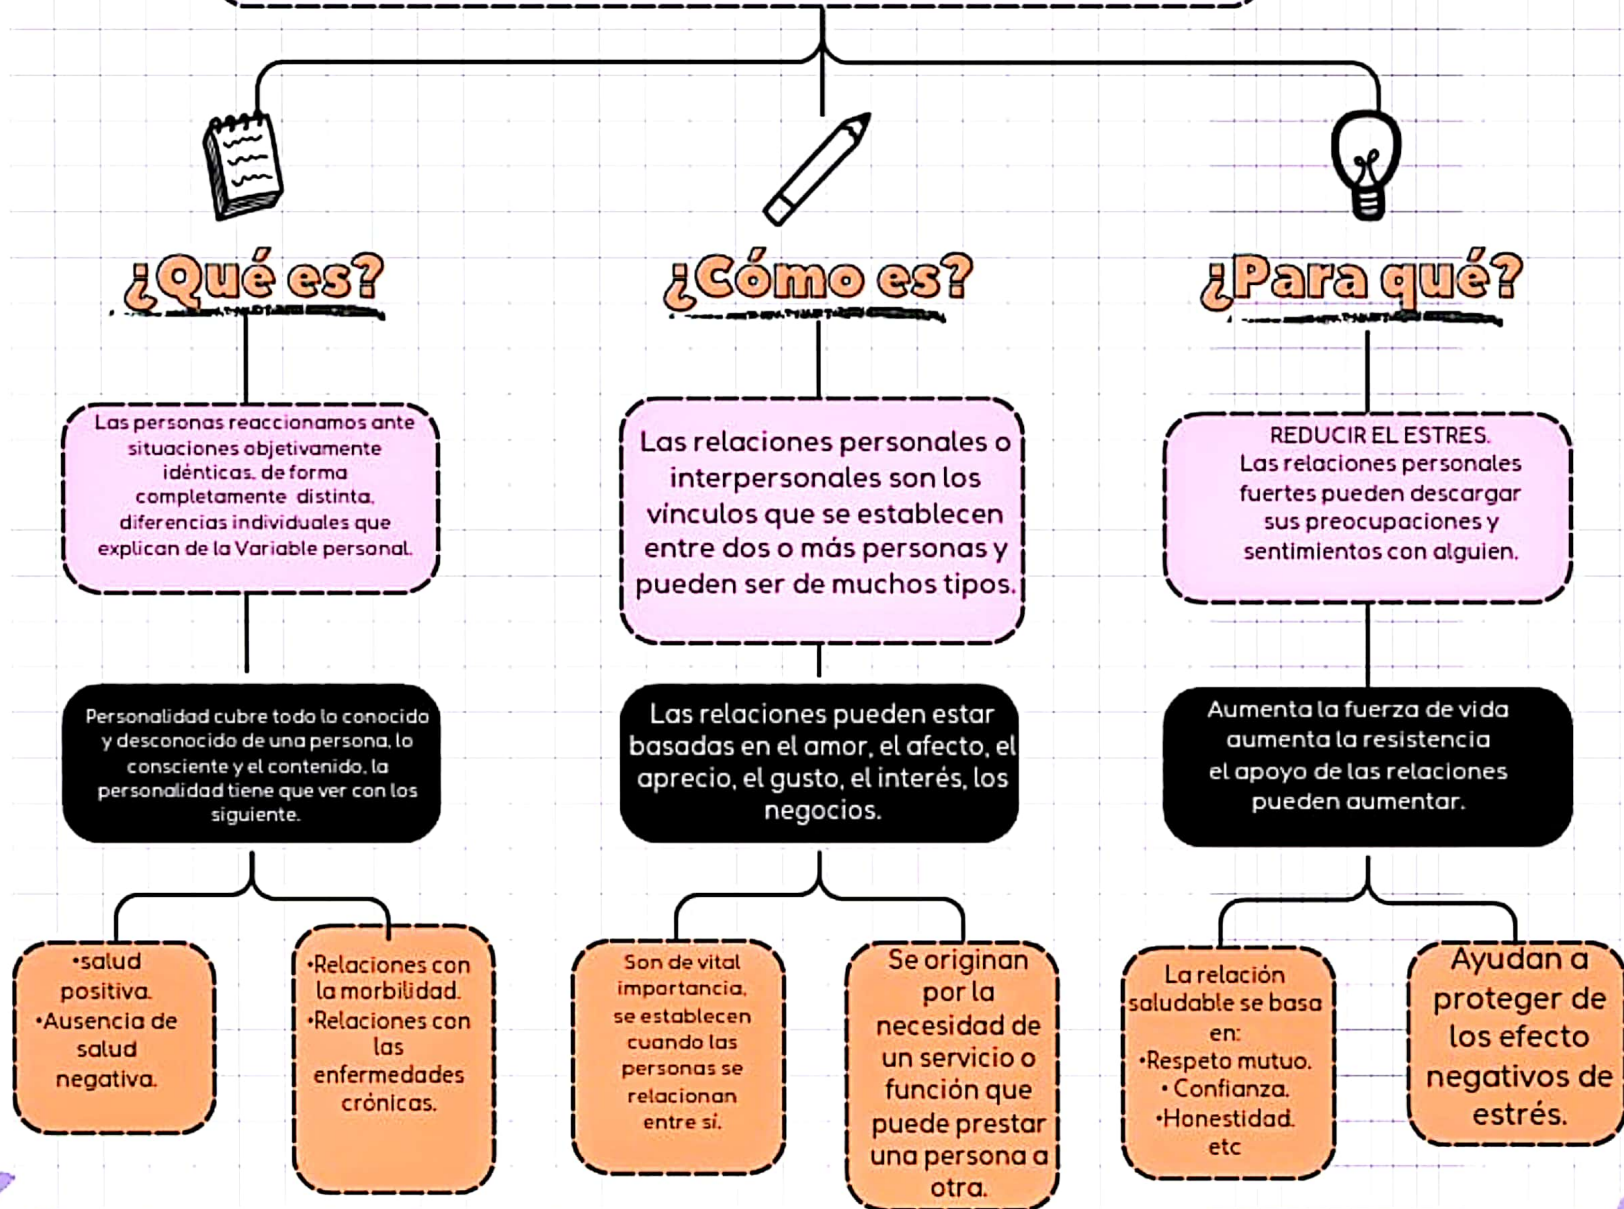 ¿Qué es?
Las personas reaccionamos ante
situaciones objetivamente
idénticas, de forma
completamente distinta,
diferencias individuales que
explican de la Variable personal.
Personalidad cubre todo lo conocido
y desconocido de una persona, lo
consciente y el contenido, la
personalidad tiene que ver con los
siguiente.
•salud
positiva.
•Ausencia de
salud
negativa.
•Relaciones con
la morbilidad.
•Relaciones con
las
enfermedades
crónicas.
¿Cómo es?
Las relaciones personales o
interpersonales son los
vínculos que se establecen
entre dos o más personas y
pueden ser de muchos tipos.
Las relaciones pueden estar
basadas en el amor, el afecto, el
aprecio, el gusto, el interés, los
negocios.
Son de vital
importancia,
se establecen
cuando las
personas se
relacionan
entre sí.
Se originan
por la
necesidad de
un servicio o
función que
puede prestar
una persona a
otra.
¿Para qué?
REDUCIR EL ESTRES.
Las relaciones personales
fuertes pueden descargar
sus preocupaciones y
sentimientos con alguien.
Aumenta la fuerza de vida
aumenta la resistencia
el apoyo de las relaciones
pueden aumentar.
La relación
saludable se basa
en:
•Respeto mutuo.
• Confianza.
•Honestidad.
etc
Ayudan a
proteger de
los efecto
negativos de
estrés.